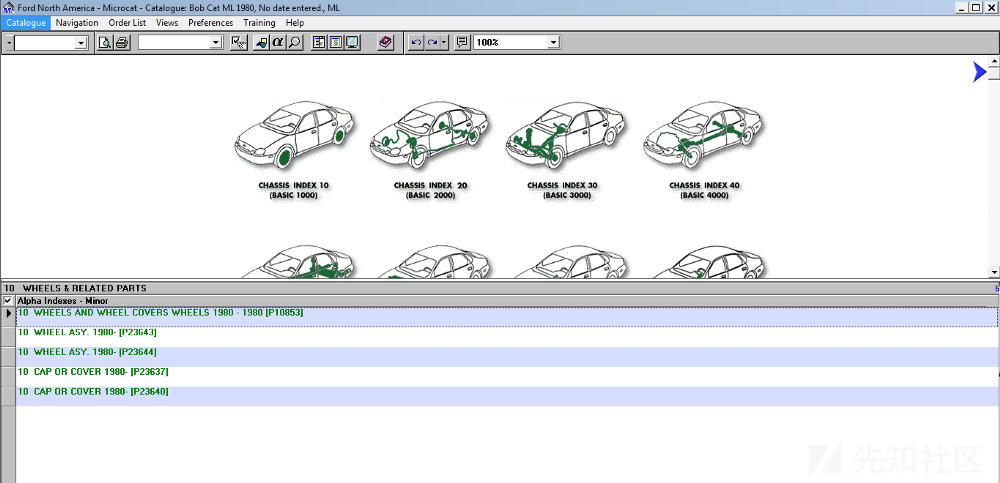 Ford North America - Microcat - Catalogue: Bob Cat ML 1980, No date entered., ML
Catalogue Navigation Order List Views Preferences Training Help
α 100%
CHASSIS INDEX 10 CHASSIS INDEX 20 CHASSIS INDEX 30 CHASSIS INDEX 40
(BASIC 1000) (BASIC 2000) (BASIC 3000) (BASIC 4000)
10 WHEELS & RELATED PARTS 5
Alpha Indexes - Minor
10 WHEELS AND WHEEL COVERS WHEELS 1980 - 1980 [P10853]
10 WHEEL ASY. 1980- [P23643]
10 WHEEL ASY. 1980- [P23644]
10 CAP OR COVER 1980- [P23637]
10 CAP OR COVER 1980- [P23640]
先知社区